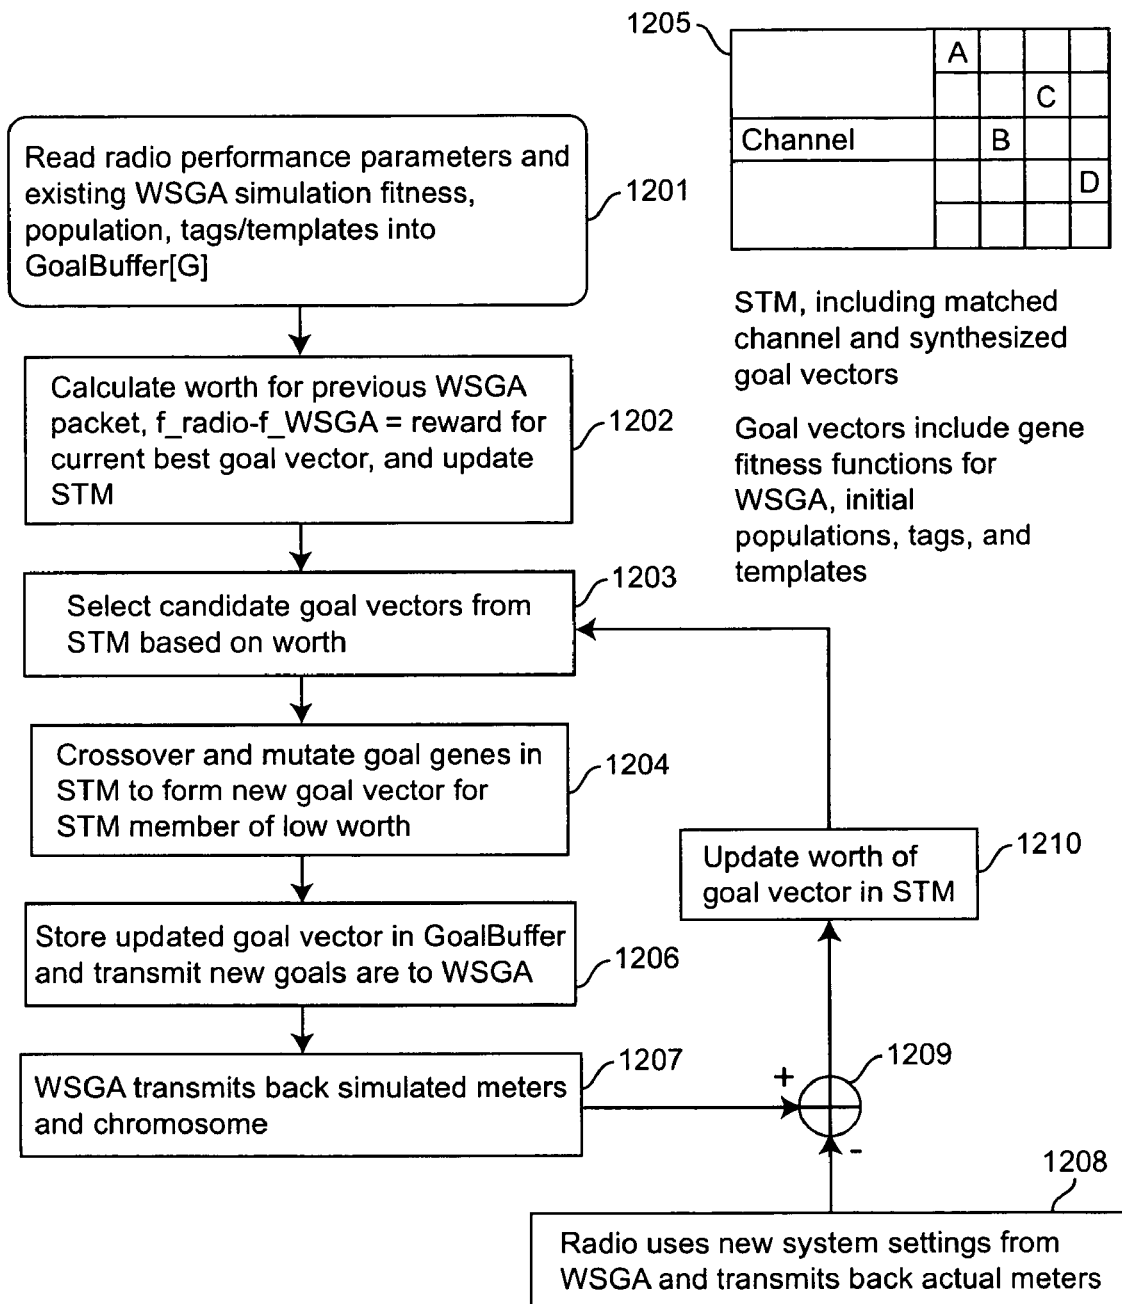 1205
A
C
Channel
B
D
Read radio performance parameters and
existing WSGA simulation fitness,
population, tags/templates into
GoalBuffer[G]
1201
STM, including matched
channel and synthesized
goal vectors
Goal vectors include gene
fitness functions for
WSGA, initial
populations, tags, and
templates
Calculate worth for previous WSGA
packet, f_radio-f_WSGA = reward for
current best goal vector, and update
STM
1202
Select candidate goal vectors from
STM based on worth
1203
Crossover and mutate goal genes in
STM to form new goal vector for
STM member of low worth
1204
Store updated goal vector in GoalBuffer
and transmit new goals are to WSGA
1206
WSGA transmits back simulated meters
and chromosome
1207
Update worth of
goal vector in STM
1210
+
1209
-
1208
Radio uses new system settings from
WSGA and transmits back actual meters